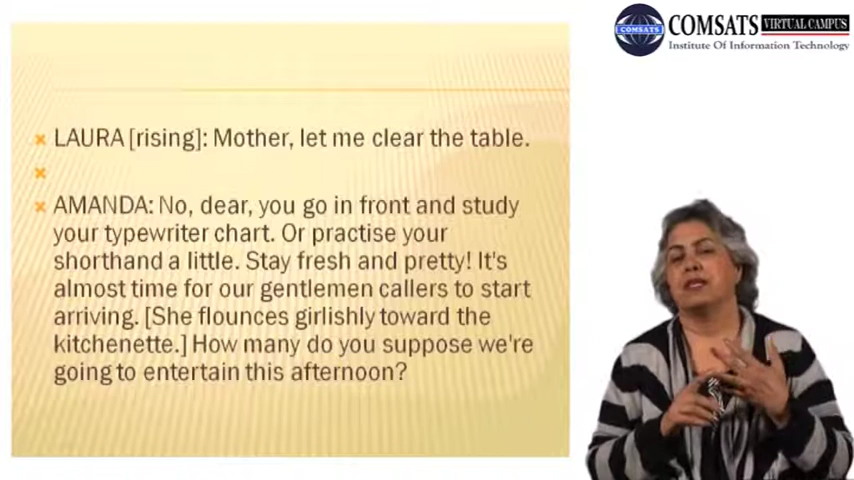 COMSATS VIRTUAL CAMPUS
Institute Of Information Technology
COMSATS
LAURA [rising]: Mother, let me clear the table.
AMANDA: No, dear, you go in front and study
your typewriter chart. Or practise your
shorthand a little. Stay fresh and pretty! It's
almost time for our gentlemen callers to start
arriving. [She flounces girlishly toward the
kitchenette.] How many do you suppose we're
going to entertain this afternoon?